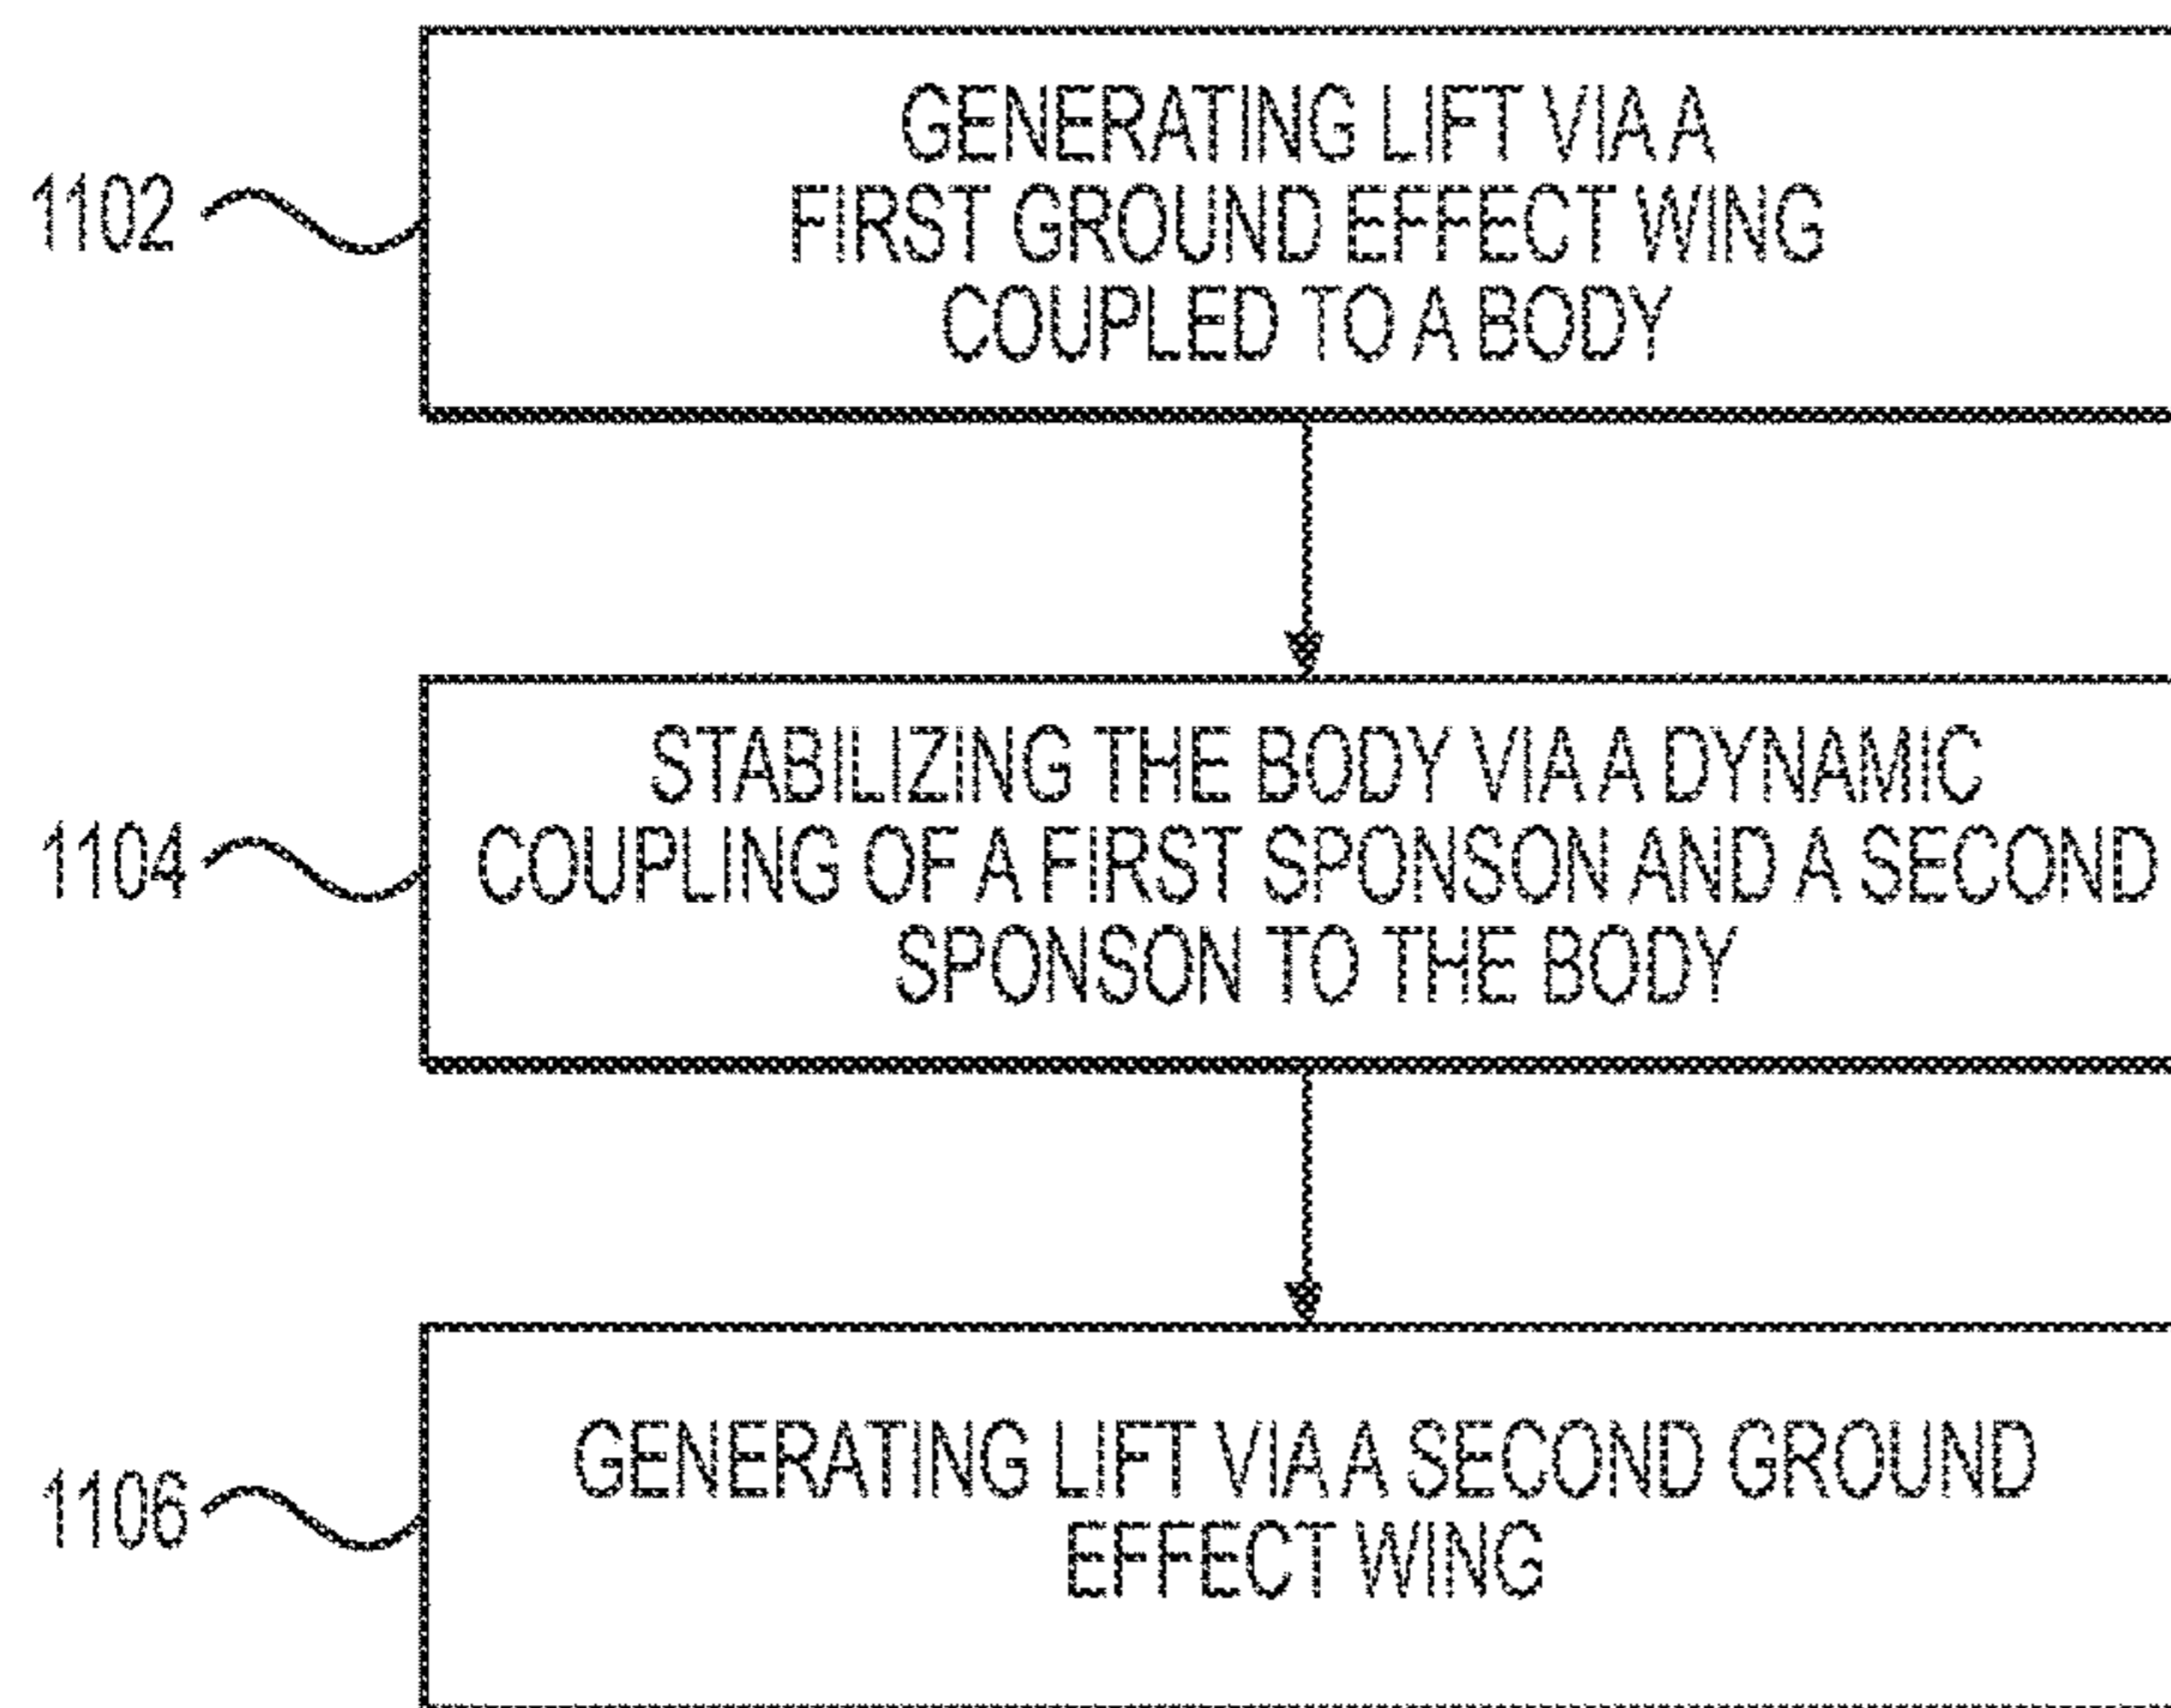 1102
GENERATING LIFT VIA A
FIRST GROUND EFFECT WING
COUPLED TO A BODY
1104
STABILIZING THE BODY VIA A DYNAMIC
COUPLING OF A FIRST SPONSON AND A SECOND
SPONSON TO THE BODY
1106
GENERATING LIFT VIA A SECOND GROUND
EFFECT WING